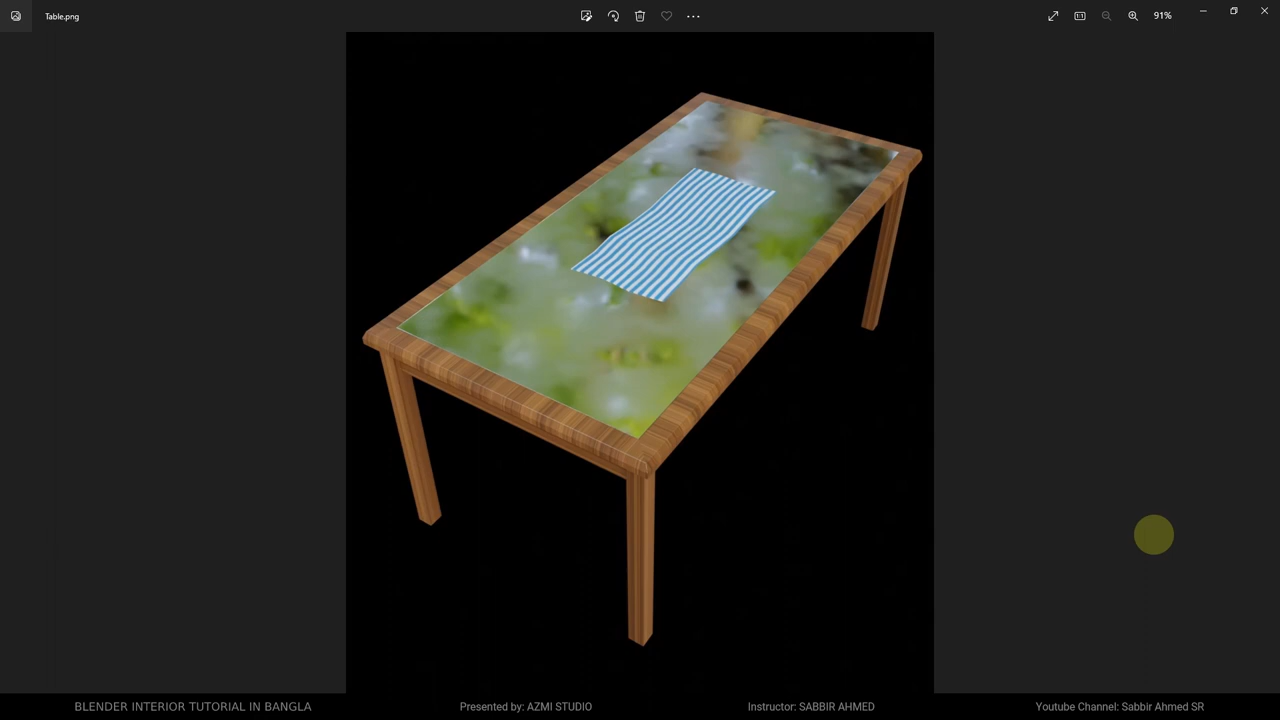 Table.png
91%
BLENDER INTERIOR TUTORIAL IN BANGLA
Presented by: AZMI STUDIO
Instructor: SABBIR AHMED
Youtube Channel: Sabbir Ahmed SR